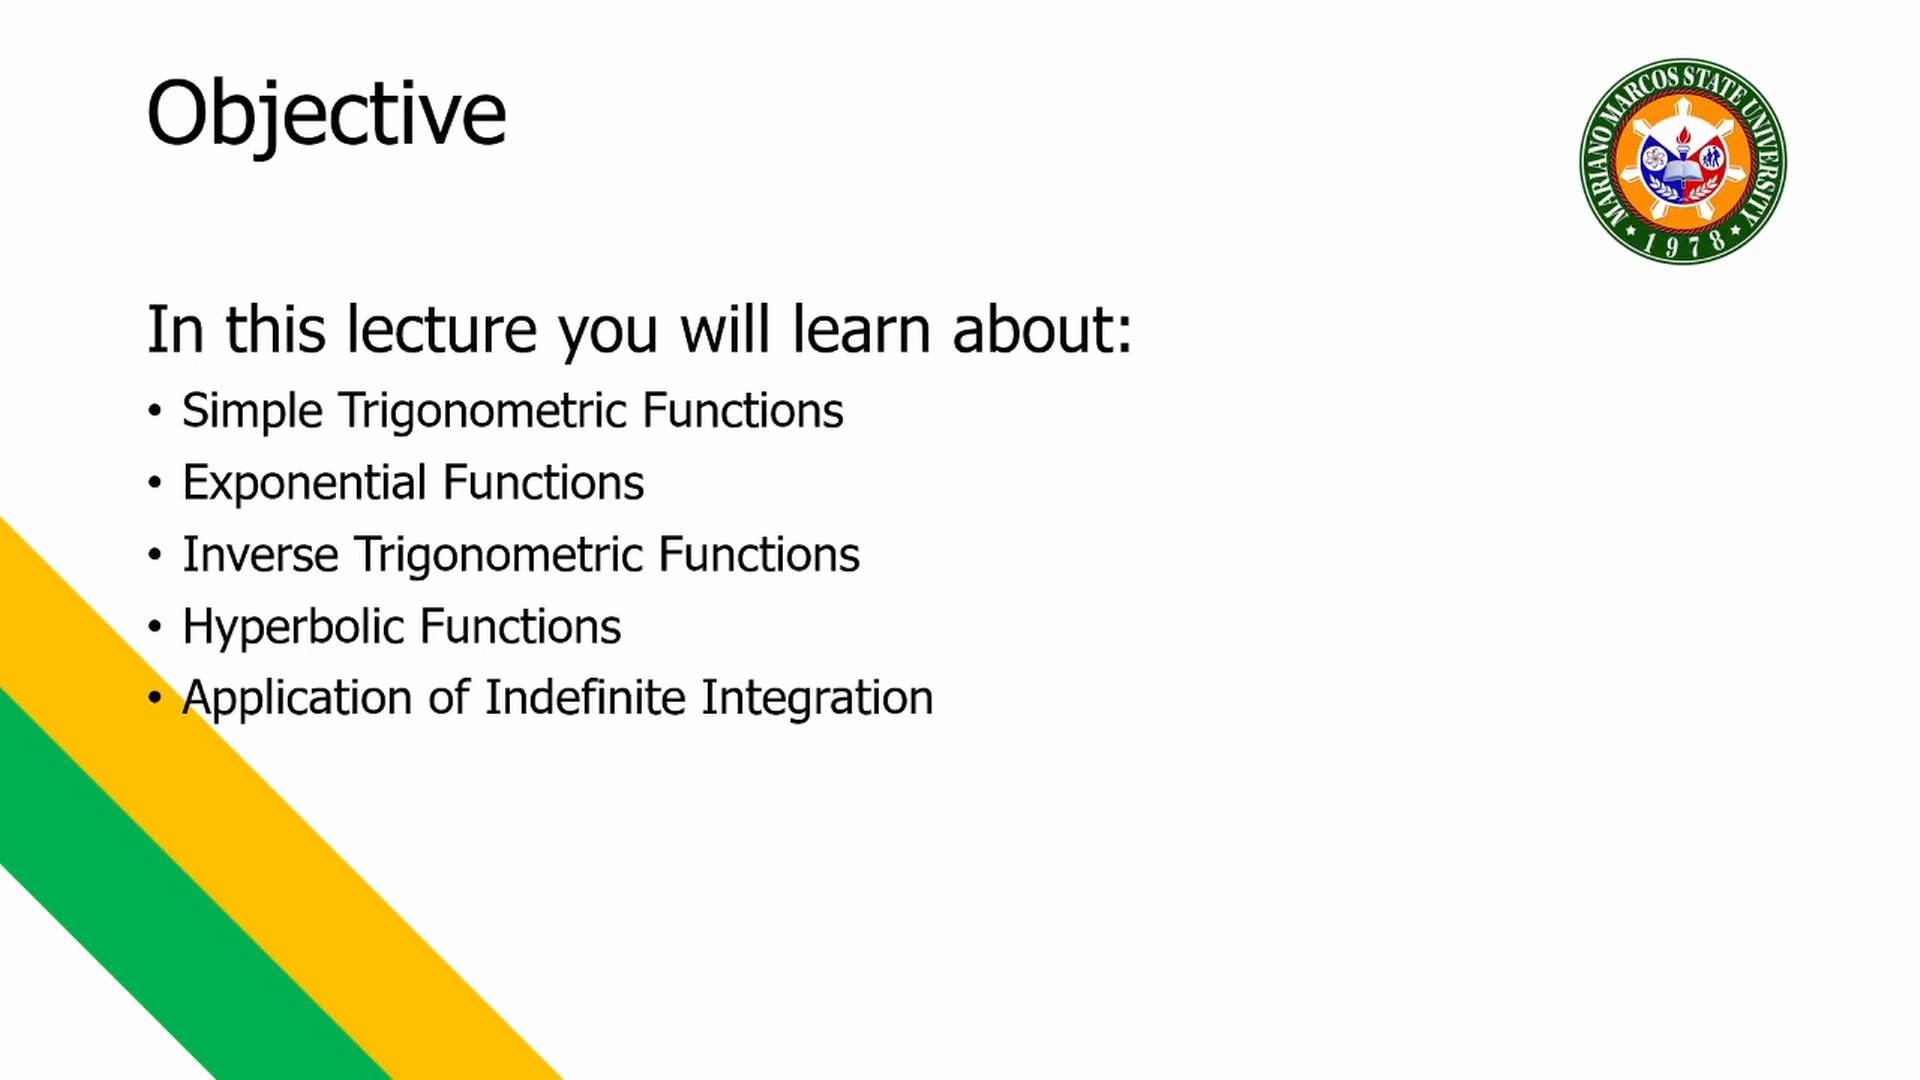 Objective
MARIANO MARCOS STATE UNIVERSITY
1978
In this lecture you will learn about:
• Simple Trigonometric Functions
• Exponential Functions
• Inverse Trigonometric Functions
• Hyperbolic Functions
• Application of Indefinite Integration